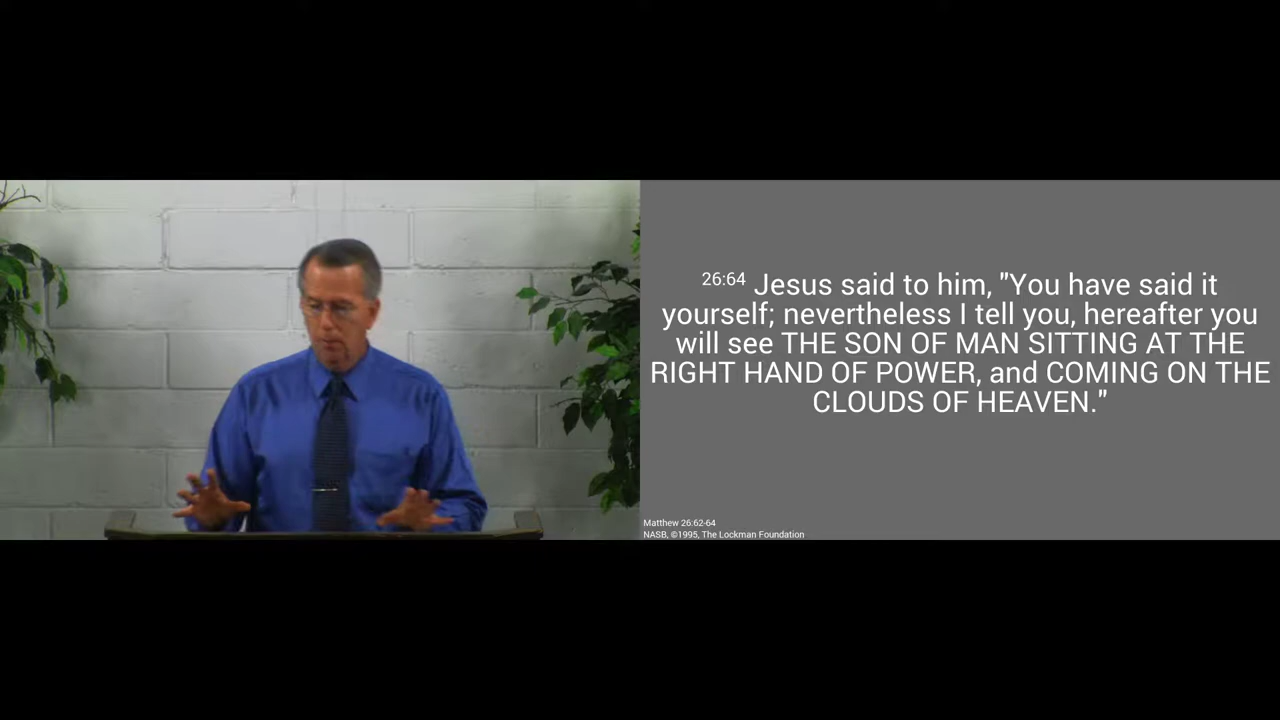 26:64 Jesus said to him, "You have said it
yourself; nevertheless I tell you, hereafter you
will see THE SON OF MAN SITTING AT THE
RIGHT HAND OF POWER, and COMING ON THE
CLOUDS OF HEAVEN."
Matthew 26:62-64
NASB, ©1995, The Lockman Foundation